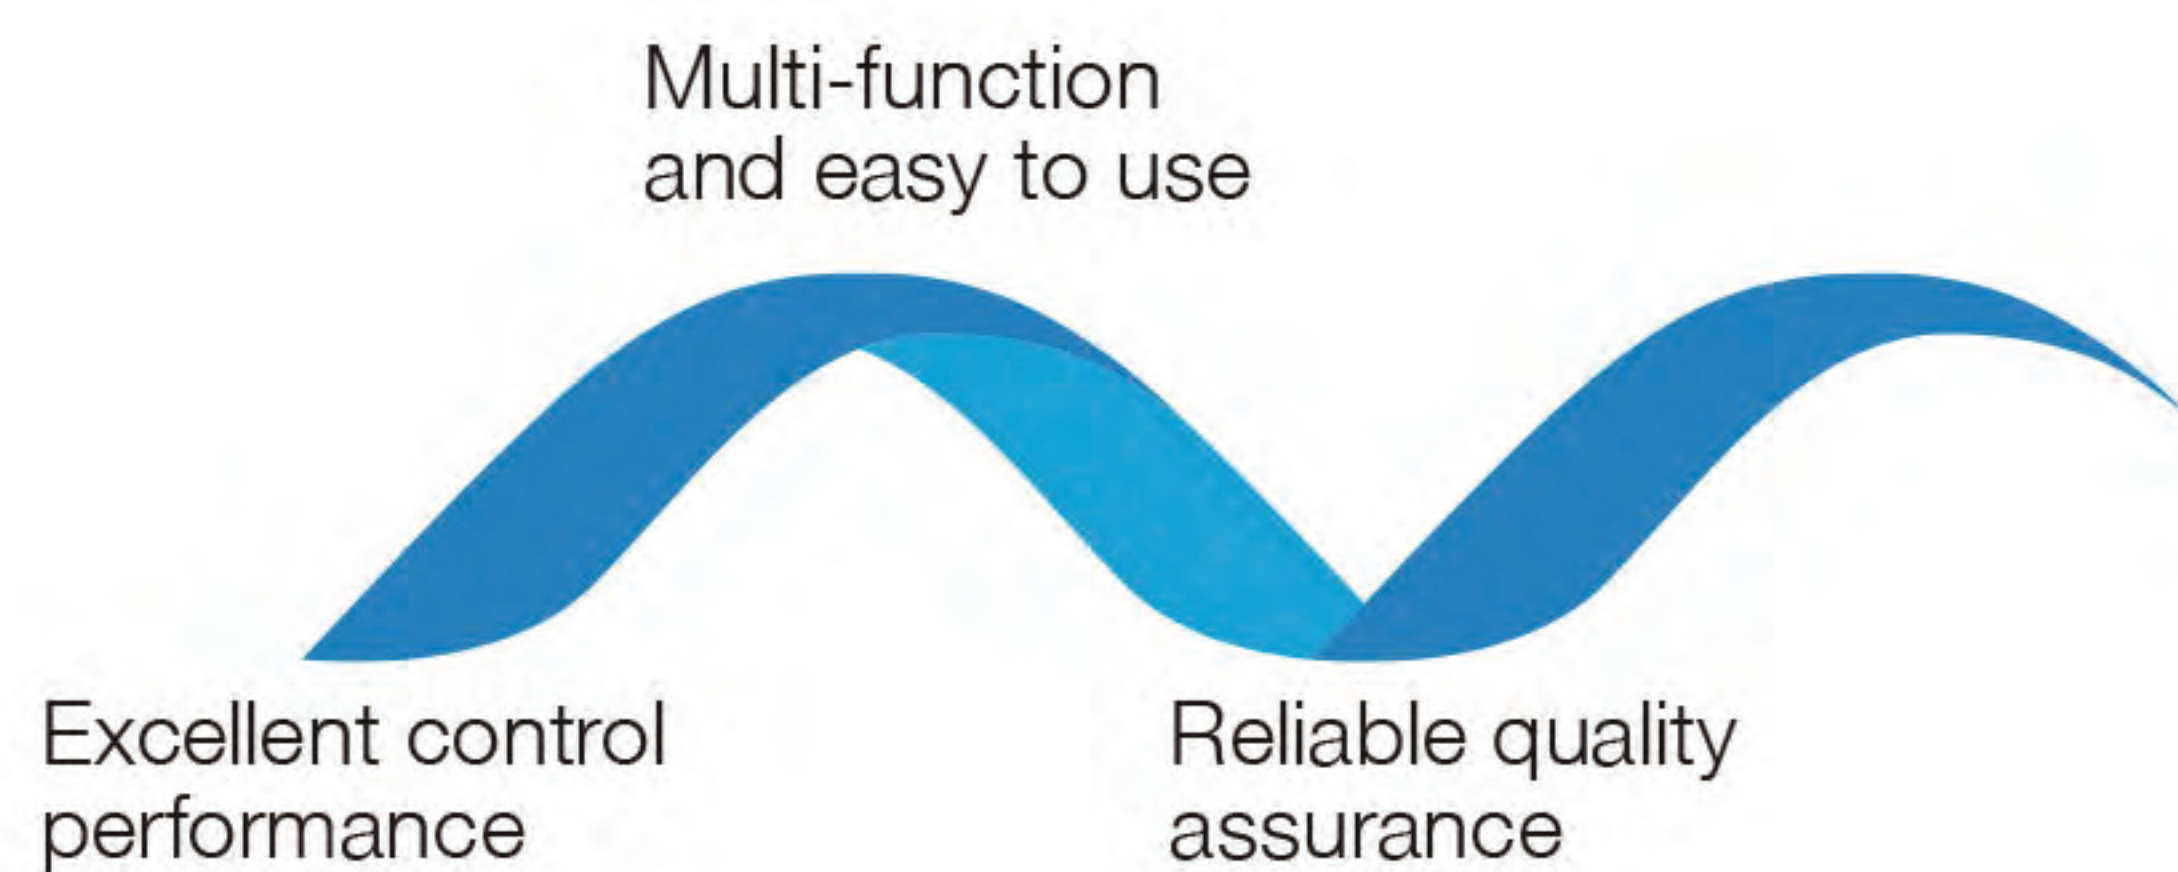 Multi-function
and easy to use
Excellent control
performance
Reliable quality
assurance